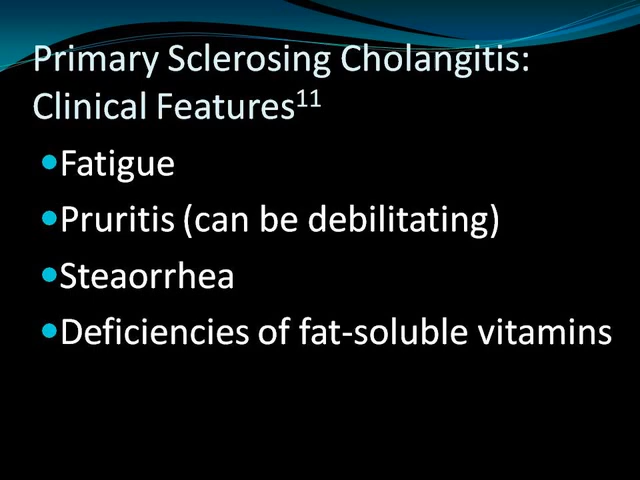 Primary Sclerosing Cholangitis:
Clinical Features11
•Fatigue
•Pruritis (can be debilitating)
•Steaorrhea
•Deficiencies of fat-soluble vitamins